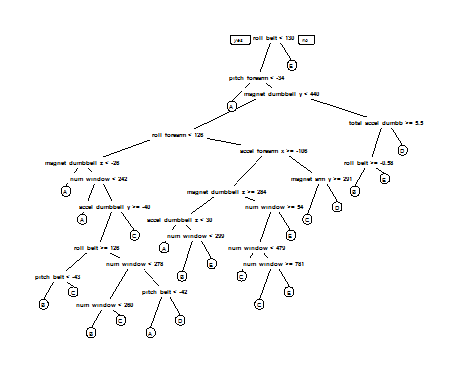 yes roll belt < 130 no
E
pitch forearm < -34
magnet dumbbell y < 440
A
total accel dumbb >= 5.5
roll forearm < 126
accel forearm x >= -106
D
magnet dumbbell z < -26
roll belt >= -0.58
num window < 242
magnet arm y >= 291
E
A
magnet dumbbell x >= 284
B
accel dumbbell y >= -40
num window >= 54
D
A
accel dumbbell z < 30
C
C
num window < 299
E
roll belt >= 126
A
num window < 479
num window < 278
E
num window >= 781
pitch belt < -43
B
C
C
pitch belt < -42
E
B
num window < 260
C
C
A
D
B